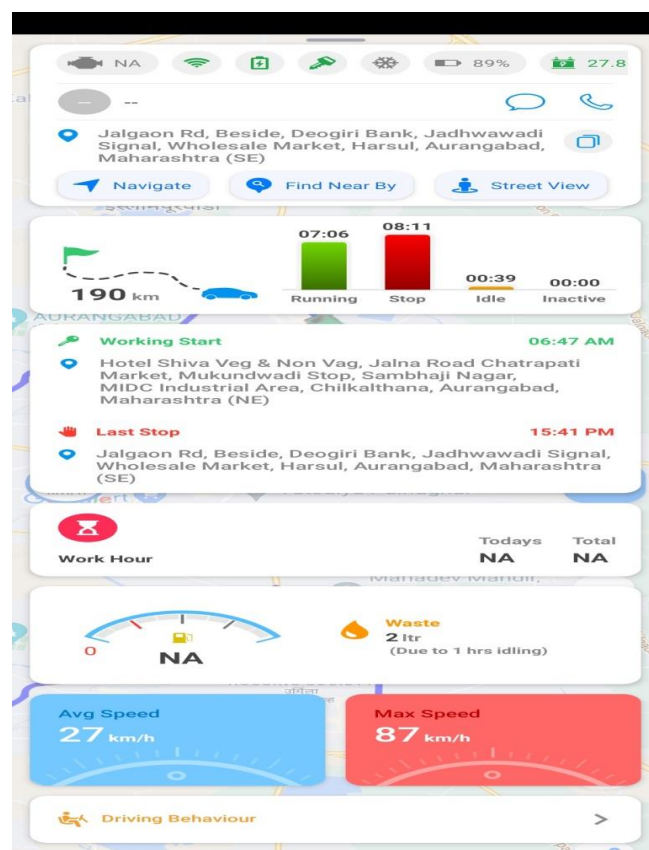 NA
89%
27.8
--
--
Jalgaon Rd, Beside, Deogiri Bank, Jadhwawadi
Signal, Wholesale Market, Harsul, Aurangabad,
Maharashtra (SE)
Navigate
Find Near By
Street View
190 km
07:06
08:11
00:39
00:00
Running
Stop
Idle
Inactive
AURANGABAD
Working Start
06:47 AM
Hotel Shiva Veg & Non Vag, Jalna Road Chatrapati
Market, Mukundwadi Stop, Sambhaji Nagar,
MIDC Industrial Area, Chilkalthana, Aurangabad,
Maharashtra (NE)
Last Stop
15:41 PM
Jalgaon Rd, Beside, Deogiri Bank, Jadhwawadi Signal,
Wholesale Market, Harsul, Aurangabad, Maharashtra
(SE)
Work Hour
Todays
Total
NA
NA
0
NA
Waste
2 ltr
(Due to 1 hrs idling)
Avg Speed
27 km/h
Max Speed
87 km/h
Driving Behaviour